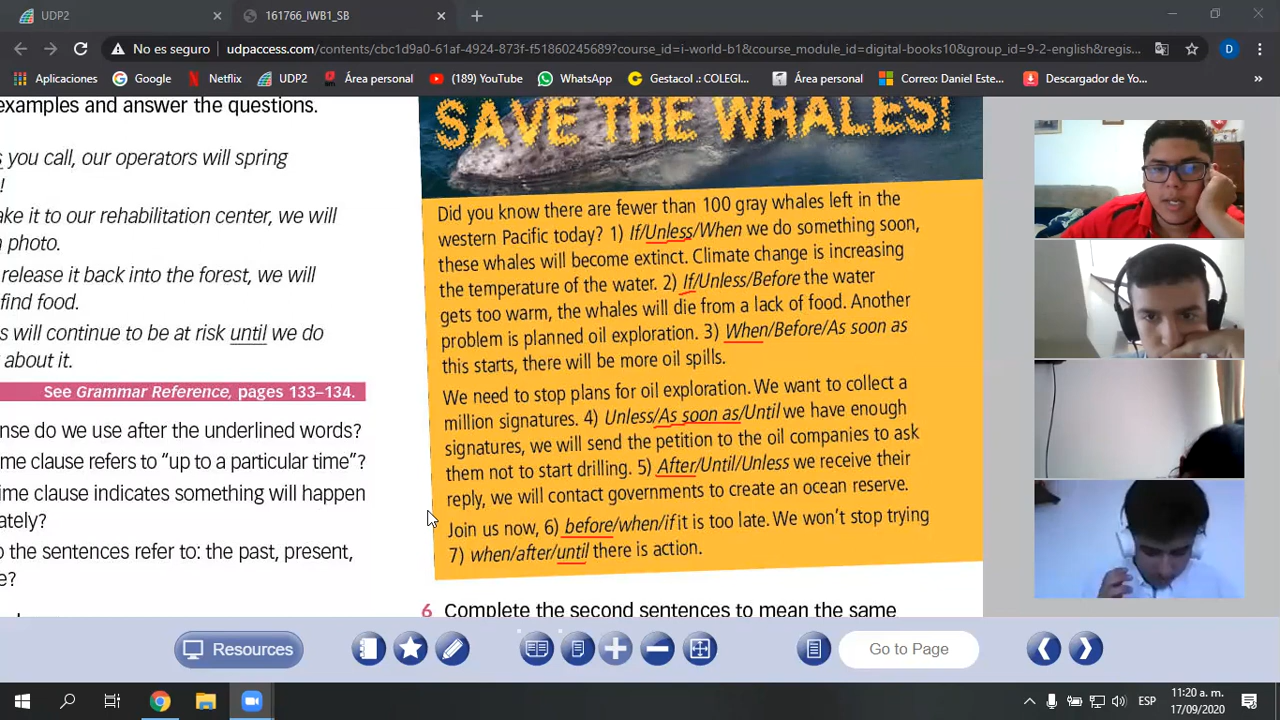 UDP2
161766_IWB1_SB
No es seguro
udpaccess.com/contents/cbc1d9a0-61af-4924-873f-f51860245689?course_id=i-world-b1&course_module_id=digital-books10&group_id=9-2-english&regis...
D
Aplicaciones
Google
Netflix
UDP2
Área personal
(189) YouTube
WhatsApp
Gestacol .: COLEGI...
Área personal
Correo: Daniel Este...
Descargador de Yo...
»
examples and answer the questions.
s you call, our operators will spring
!
ake it to our rehabilitation center, we will
photo.
release it back into the forest, we will
find food.
s will continue to be at risk until we do
about it.
See Grammar Reference, pages 133–134.
nse do we use after the underlined words?
me clause refers to “up to a particular time”?
ime clause indicates something will happen
ately?
o the sentences refer to: the past, present,
e?
SAVE THE WHALES!
Did you know there are fewer than 100 gray whales left in the
western Pacific today? 1) If/Unless/When we do something soon,
these whales will become extinct. Climate change is increasing
the temperature of the water. 2) If/Unless/Before the water
gets too warm, the whales will die from a lack of food. Another
problem is planned oil exploration. 3) When/Before/As soon as
this starts, there will be more oil spills.
We need to stop plans for oil exploration. We want to collect a
million signatures. 4) Unless/As soon as/Until we have enough
signatures, we will send the petition to the oil companies to ask
them not to start drilling. 5) After/Until/Unless we receive their
reply, we will contact governments to create an ocean reserve.
Join us now, 6) before/when/if it is too late. We won't stop trying
7) when/after/until there is action.
6 Complete the second sentences to mean the same
Resources
Go to Page
ESP
11:20 a. m.
17/09/2020